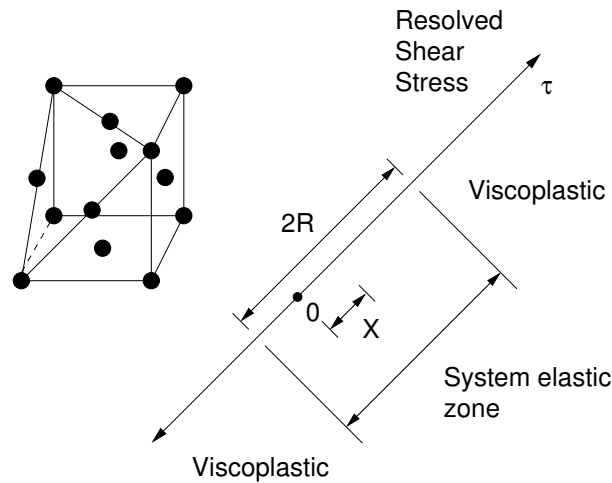 Resolved
Shear
Stress
τ
Viscoplastic
2R
0
X
System elastic
zone
Viscoplastic